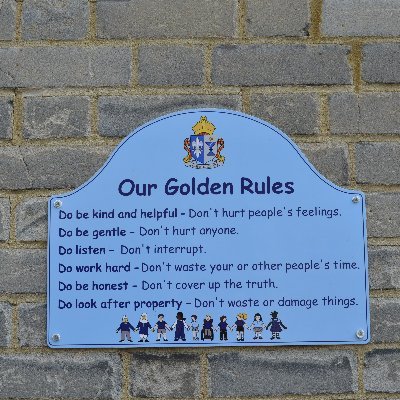 Our Golden Rules
Do be kind and helpful - Don't hurt people's feelings.
Do be gentle - Don't hurt anyone.
Do listen - Don't interrupt.
Do work hard - Don't waste your or other people's time.
Do be honest - Don't cover up the truth.
Do look after property - Don't waste or damage things.